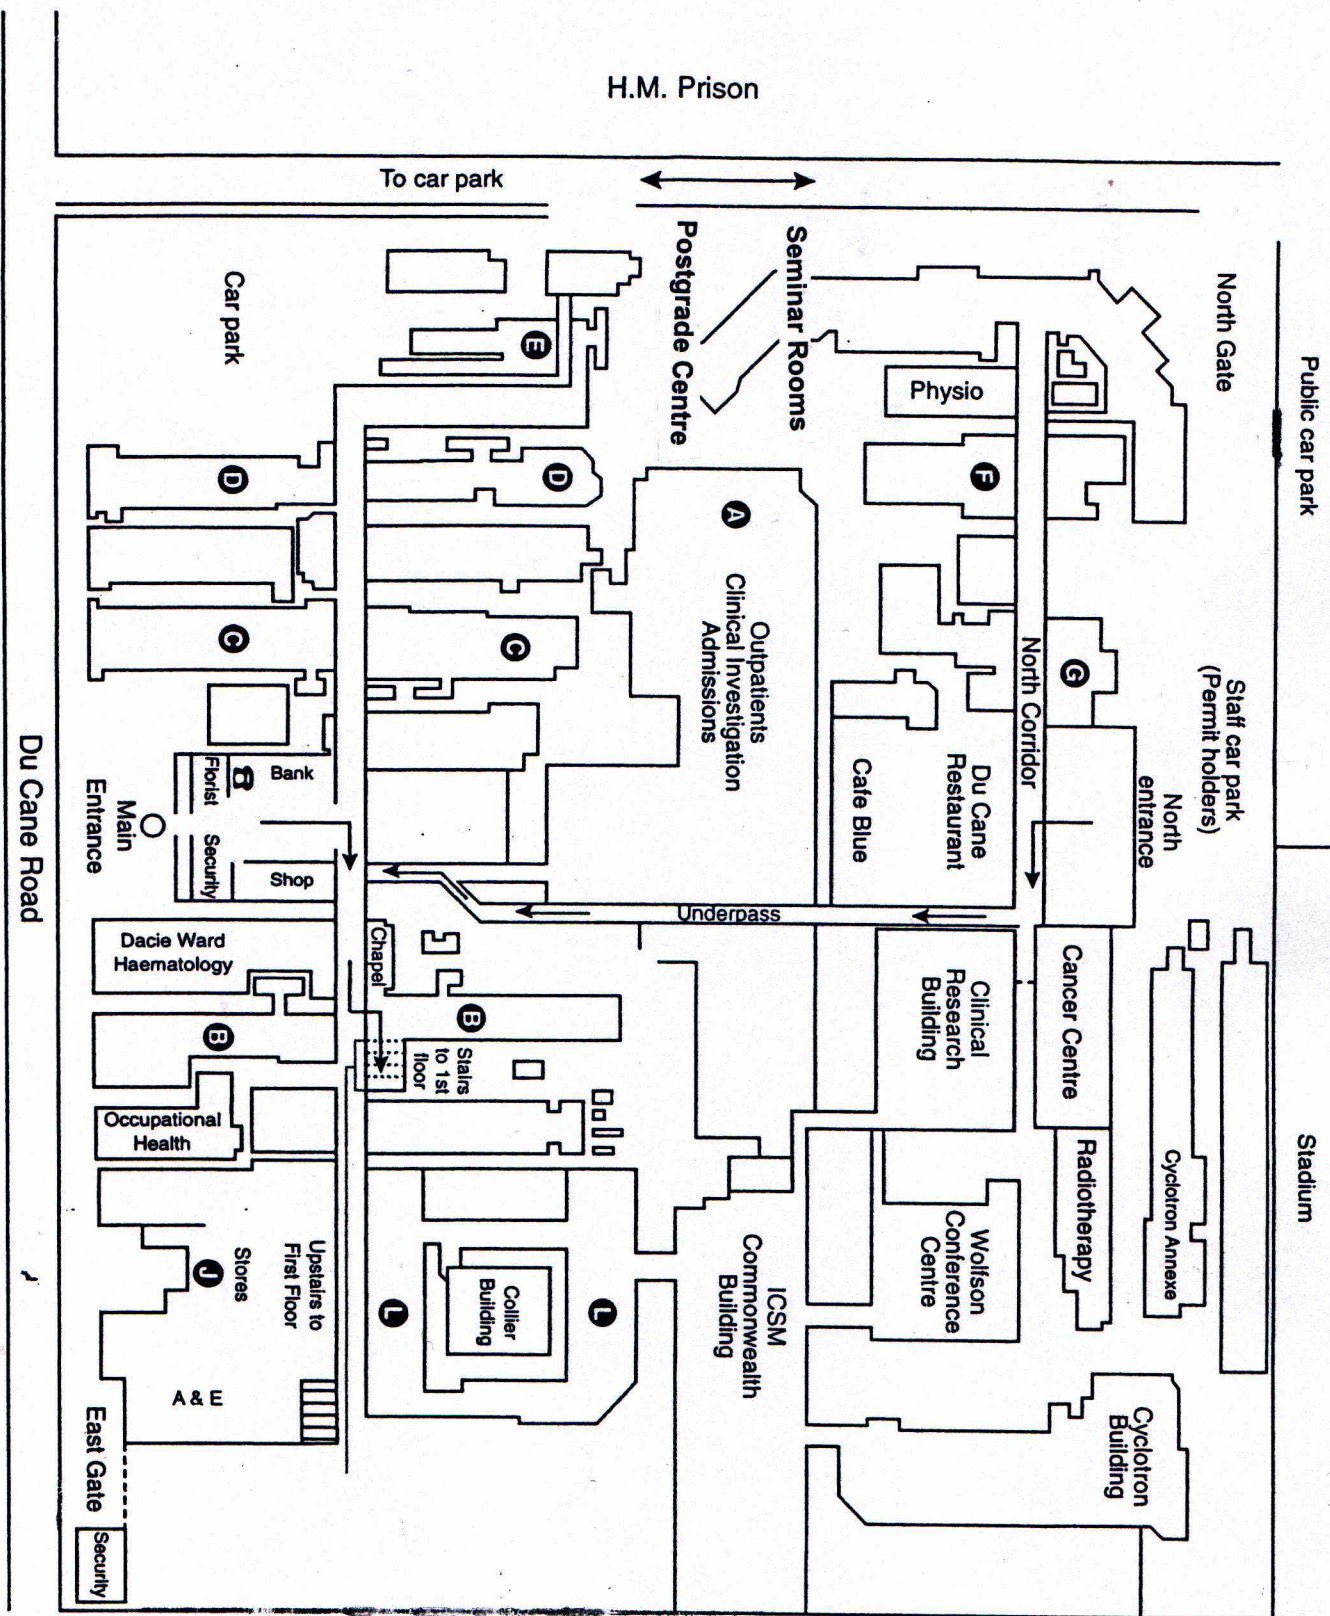 H.M. Prison
To car park
Public car park
Stadium
North Gate
Staff car park
(Permit holders)
North
entrance
Postgrade Centre
Seminar Rooms
Car park
E
Physio
D
D
A
F
Outpatients
Clinical Investigation
Admissions
C
C
G
North Corridor
Du Cane
Restaurant
Cafe Blue
Bank
Florist
Security
Shop
Main
Entrance
Du Cane Road
Underpass
Chapel
Dacie Ward
Haematology
B
B
Stairs
to 1st
floor
Clinical
Research
Building
Cancer Centre
Radiotherapy
Cyclotron Annexe
Occupational
Health
Wolfson
Conference
Centre
ICSM
Commonwealth
Building
Collier
Building
L
L
Upstairs to
First Floor
Stores
J
A & E
East Gate
Security
Cyclotron
Building